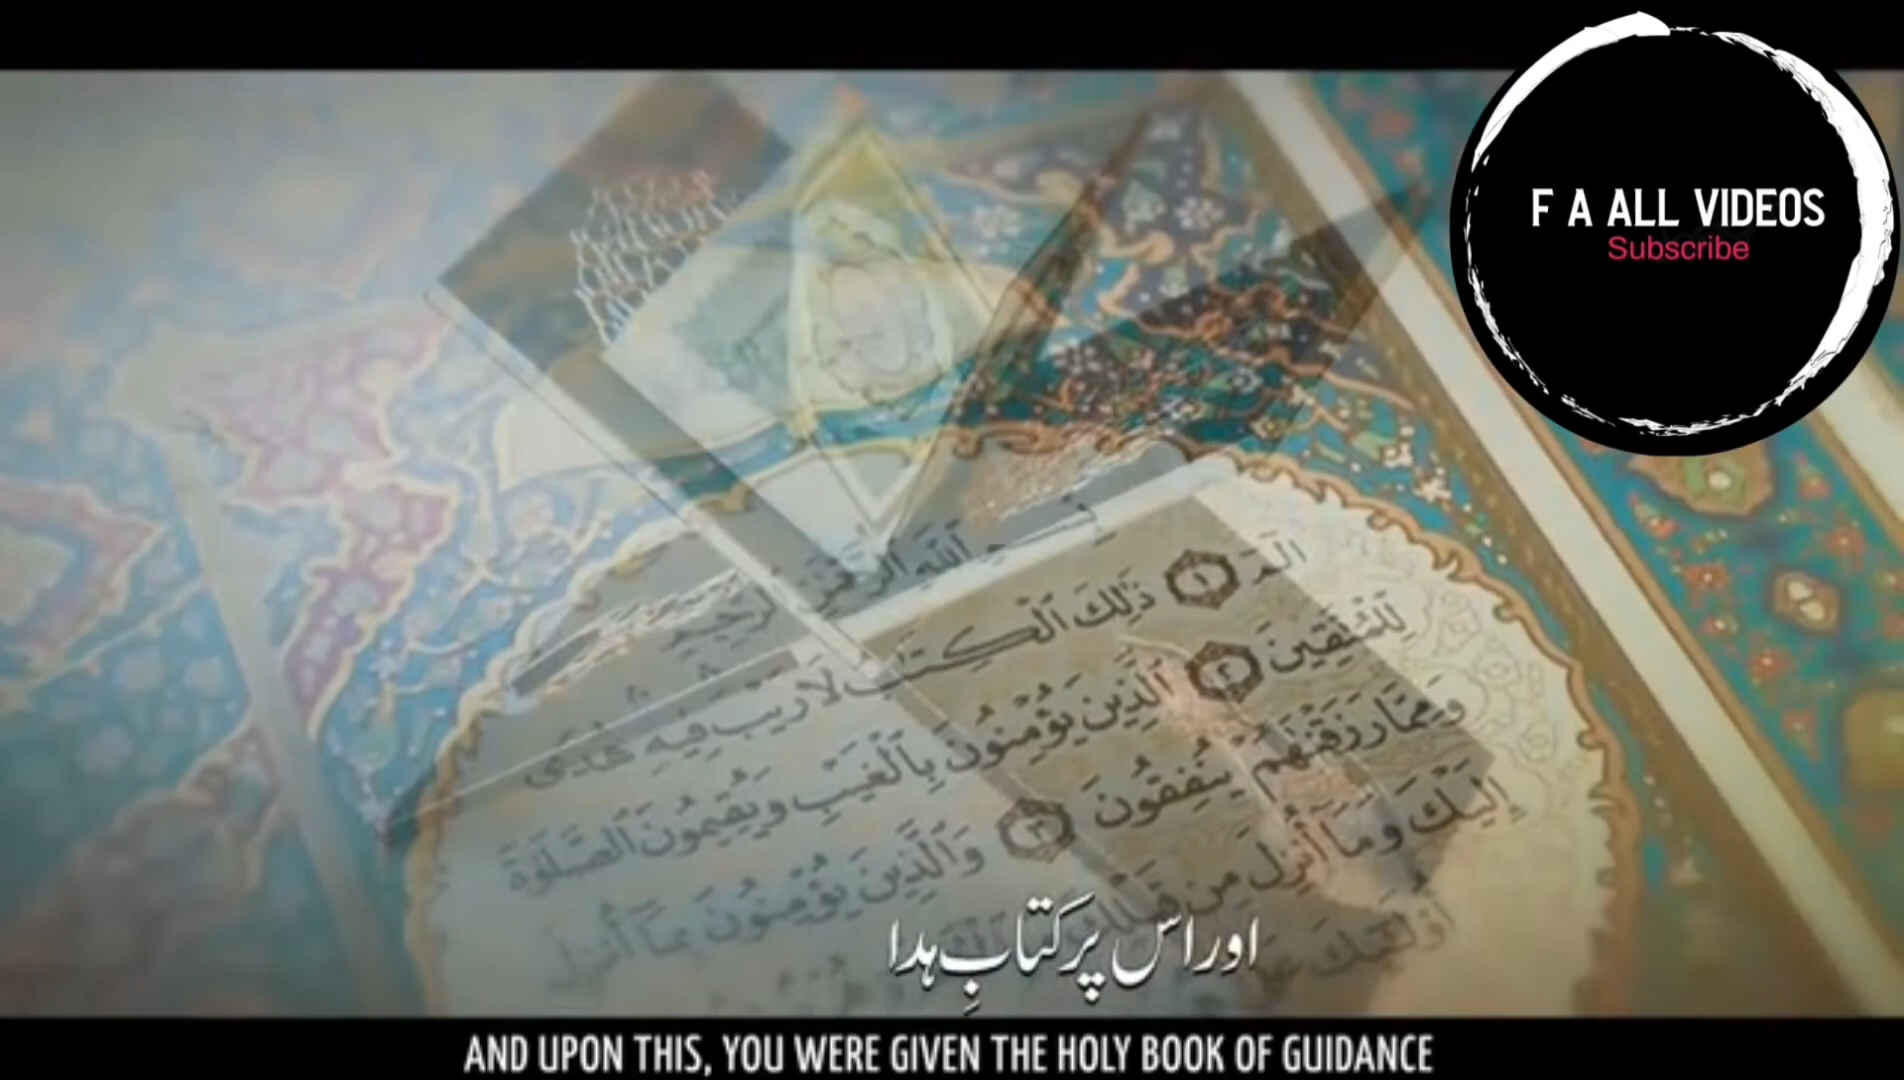 F A ALL VIDEOS
Subscribe
الٓمٓ ١ ذَٰلِكَ ٱلْكِتَٰبُ لَا رَيْبَ فِيهِ هُدًى
لِّلْمُتَّقِينَ ٢ ٱلَّذِينَ يُؤْمِنُونَ بِٱلْغَيْبِ وَيُقِيمُونَ ٱلصَّلَوٰةَ
وَمِمَّا رَزَقْنَٰهُمْ يُنفِقُونَ ٣ وَٱلَّذِينَ يُؤْمِنُونَ بِمَآ أُنزِلَ
إِلَيْكَ وَمَآ أُنزِلَ مِن
اور اس پر کتابِ ہدا
AND UPON THIS, YOU WERE GIVEN THE HOLY BOOK OF GUIDANCE